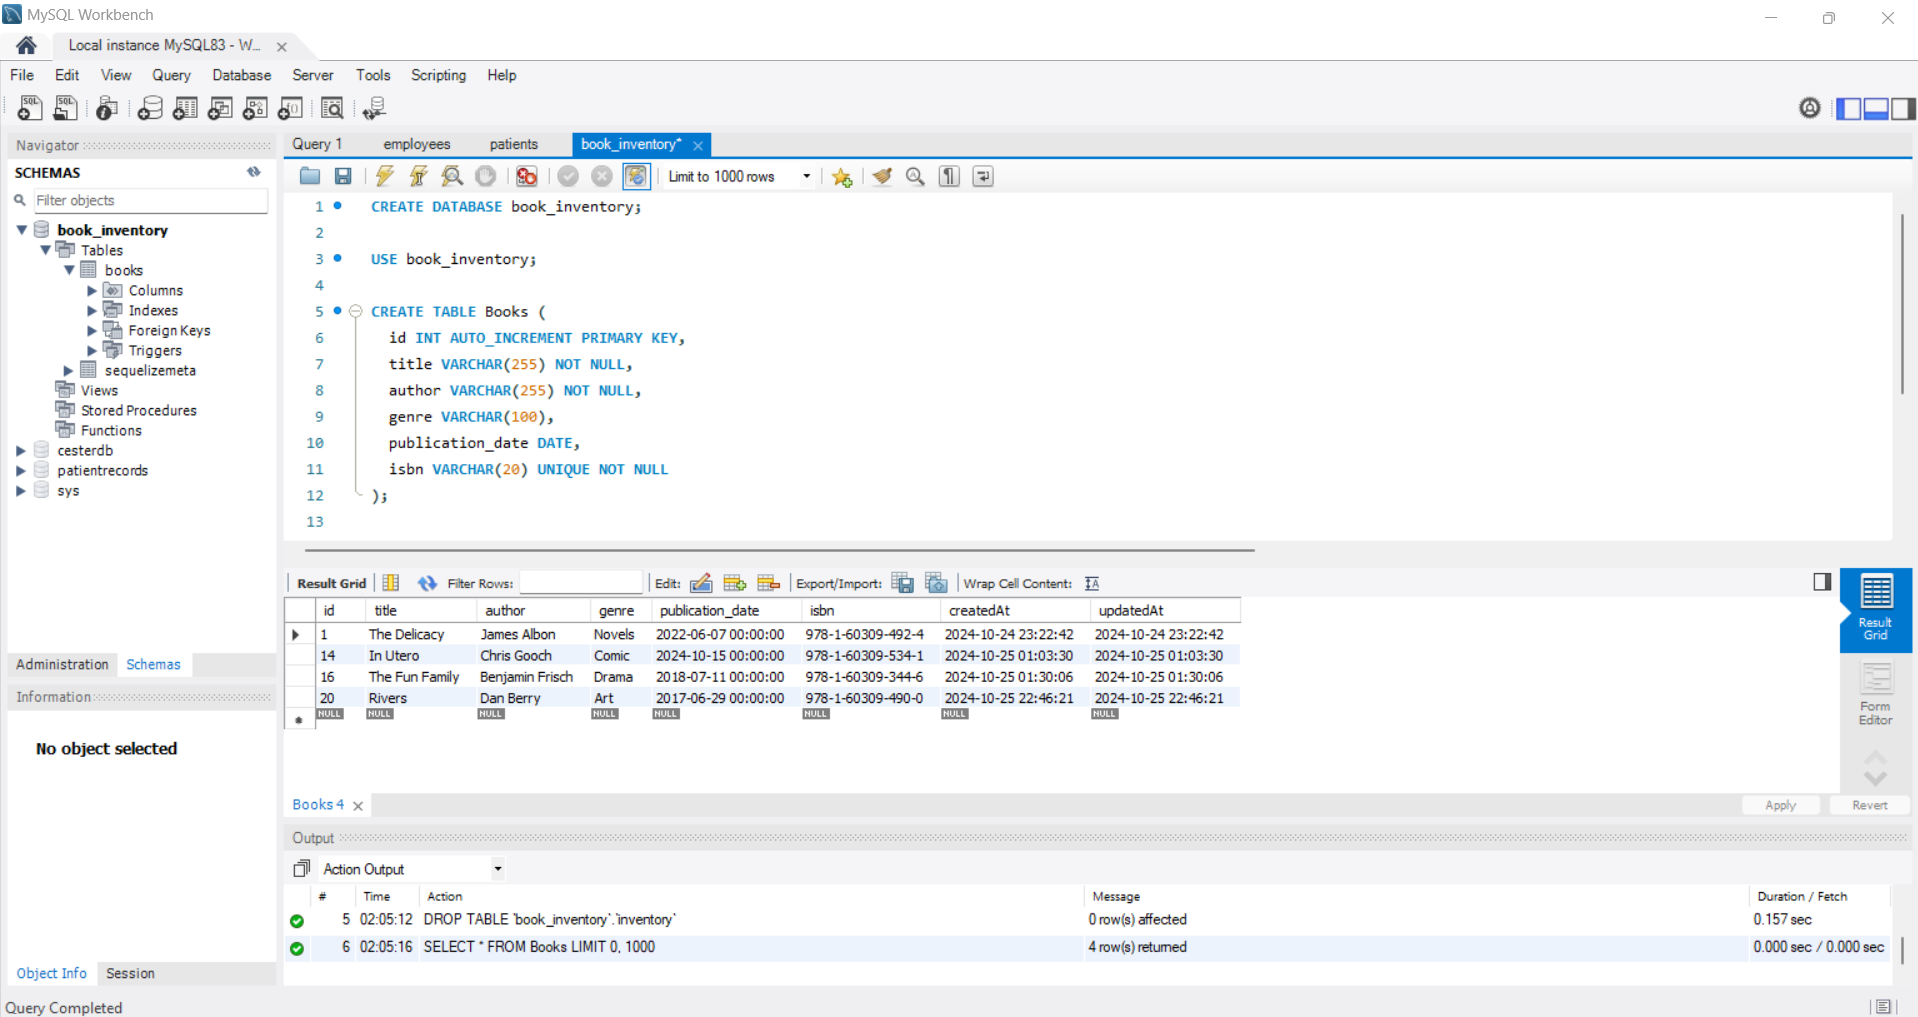 MySQL Workbench
Local instance MySQL83 - W...
File Edit View Query Database Server Tools Scripting Help
Navigator
SCHEMAS
Filter objects
book_inventory
Tables
books
Columns
Indexes
Foreign Keys
Triggers
sequelizemeta
Views
Stored Procedures
Functions
cesterdb
patientrecords
sys
Administration Schemas
Information
No object selected
Object Info Session
Query 1 employees patients book_inventory*
Limit to 1000 rows
1 CREATE DATABASE book_inventory;
2
3 USE book_inventory;
4
5 CREATE TABLE Books (
6 id INT AUTO_INCREMENT PRIMARY KEY,
7 title VARCHAR(255) NOT NULL,
8 author VARCHAR(255) NOT NULL,
9 genre VARCHAR(100),
10 publication_date DATE,
11 isbn VARCHAR(20) UNIQUE NOT NULL
12 );
13
Result Grid Filter Rows: Edit: Export/Import: Wrap Cell Content:
id title author genre publication_date isbn createdAt updatedAt
1 The Delicacy James Albon Novels 2022-06-07 00:00:00 978-1-60309-492-4 2024-10-24 23:22:42 2024-10-24 23:22:42
14 In Utero Chris Gooch Comic 2024-10-15 00:00:00 978-1-60309-534-1 2024-10-25 01:03:30 2024-10-25 01:03:30
16 The Fun Family Benjamin Frisch Drama 2018-07-11 00:00:00 978-1-60309-344-6 2024-10-25 01:30:06 2024-10-25 01:30:06
20 Rivers Dan Berry Art 2017-06-29 00:00:00 978-1-60309-490-0 2024-10-25 22:46:21 2024-10-25 22:46:21
NULL NULL NULL NULL NULL NULL NULL NULL
Result
Grid
Form
Editor
Books 4
Apply Revert
Output
Action Output
# Time Action Message Duration / Fetch
5 02:05:12 DROP TABLE `book_inventory`.`inventory` 0 row(s) affected 0.157 sec
6 02:05:16 SELECT * FROM Books LIMIT 0, 1000 4 row(s) returned 0.000 sec / 0.000 sec
Query Completed